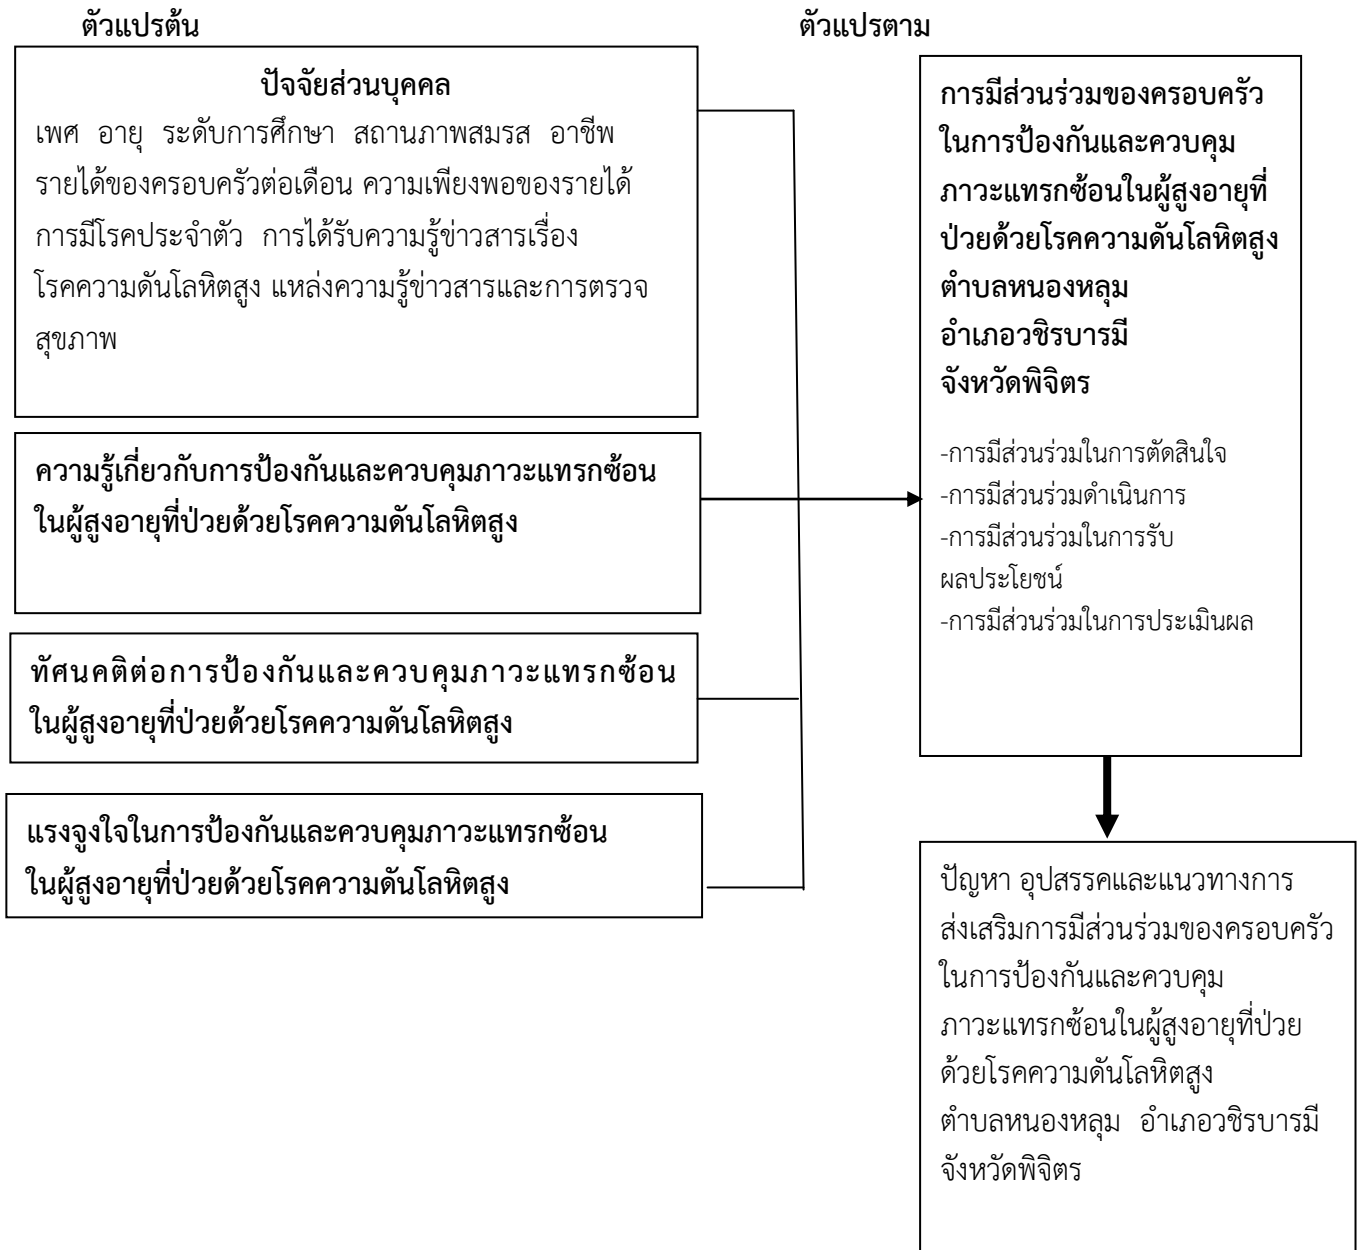 ตัวแปรต้น
ตัวแปรตาม
ปัจจัยส่วนบุคคล
เพศ อายุ ระดับการศึกษา สถานภาพสมรส อาชีพ
รายได้ของครอบครัวต่อเดือน ความเพียงพอของรายได้
การมีโรคประจำตัว การได้รับความรู้ข่าวสารเรื่อง
โรคความดันโลหิตสูง แหล่งความรู้ข่าวสารและการตรวจ
สุขภาพ
ความรู้เกี่ยวกับการป้องกันและควบคุมภาวะแทรกซ้อน
ในผู้สูงอายุที่ป่วยด้วยโรคความดันโลหิตสูง
ทัศนคติต่อการป้องกันและควบคุมภาวะแทรกซ้อน
ในผู้สูงอายุที่ป่วยด้วยโรคความดันโลหิตสูง
แรงจูงใจในการป้องกันและควบคุมภาวะแทรกซ้อน
ในผู้สูงอายุที่ป่วยด้วยโรคความดันโลหิตสูง
การมีส่วนร่วมของครอบครัว
ในการป้องกันและควบคุม
ภาวะแทรกซ้อนในผู้สูงอายุที่
ป่วยด้วยโรคความดันโลหิตสูง
ตำบลหนองหลุม
อำเภอวชิรบารมี
จังหวัดพิจิตร
-การมีส่วนร่วมในการตัดสินใจ
-การมีส่วนร่วมดำเนินการ
-การมีส่วนร่วมในการรับ
ผลประโยชน์
-การมีส่วนร่วมในการประเมินผล
ปัญหา อุปสรรคและแนวทางการ
ส่งเสริมการมีส่วนร่วมของครอบครัว
ในการป้องกันและควบคุม
ภาวะแทรกซ้อนในผู้สูงอายุที่ป่วย
ด้วยโรคความดันโลหิตสูง
ตำบลหนองหลุม อำเภอวชิรบารมี
จังหวัดพิจิตร